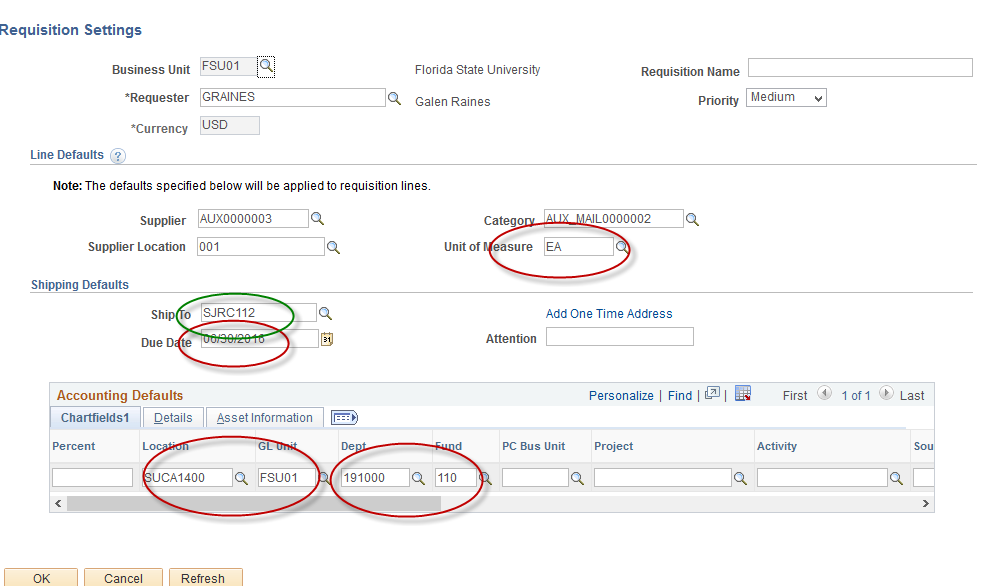 Requisition Settings
Business Unit FSU01 Florida State University Requisition Name
*Requester GRAINES Galen Raines Priority Medium
*Currency USD
Line Defaults ?
Note: The defaults specified below will be applied to requisition lines.
Supplier AUX0000003 Category AUX_MAIL0000002
Supplier Location 001 Unit of Measure EA
Shipping Defaults
Ship To SJRC112 Add One Time Address
Due Date 06/30/2016 31 Attention
Accounting Defaults Personalize | Find | | First 1 of 1 Last
Chartfields1 Details Asset Information
Percent Location GL Unit Dept Fund PC Bus Unit Project Activity Sou
SUCA1400 FSU01 191000 110
OK Cancel Refresh